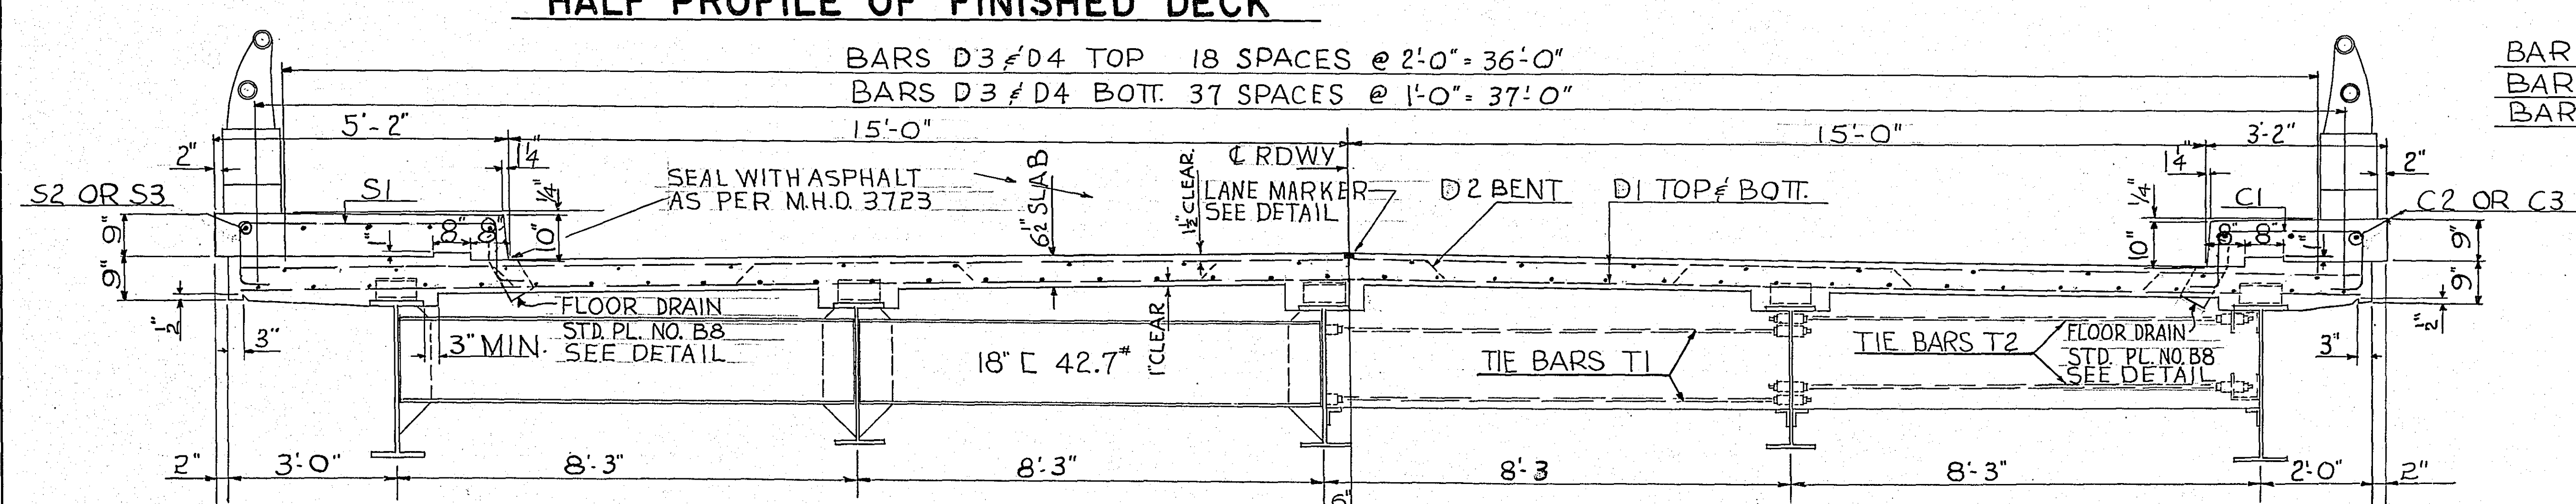 HALF PROFILE OF FINISHED DECK
BARS D3 & D4 TOP 18 SPACES @ 2'-0" = 36'-0"
BAR
BARS D3 & D4 BOTT. 37 SPACES @ 1'-0" = 37'-0"
BAR
BAR
5'-2"
15'-0"
15'-0"
3'-2"
2"
1 1/4"
1/4"
SEAL WITH ASPHALT
AS PER M.H.D. 3723
6 1/2" SLAB
1 1/2" CLEAR.
℄ RDWY
LANE MARKER
SEE DETAIL
D2 BENT
D1 TOP & BOTT.
1 1/4"
1/4"
2"
S2 OR S3
S1
C1
C2 OR C3
9"
9"
1"
8"
8"
10"
10"
8"
8"
1"
9"
9"
1/2"
3"
3" MIN.
FLOOR DRAIN
STD. PL. NO. B8
SEE DETAIL
18" [ 42.7#
1" CLEAR
TIE BARS T1
TIE BARS T2
FLOOR DRAIN
STD. PL. NO. B8
SEE DETAIL
3"
1/2"
2"
3'-0"
8'-3"
8'-3"
6"
8'-3
8'-3"
2'-0"
2"